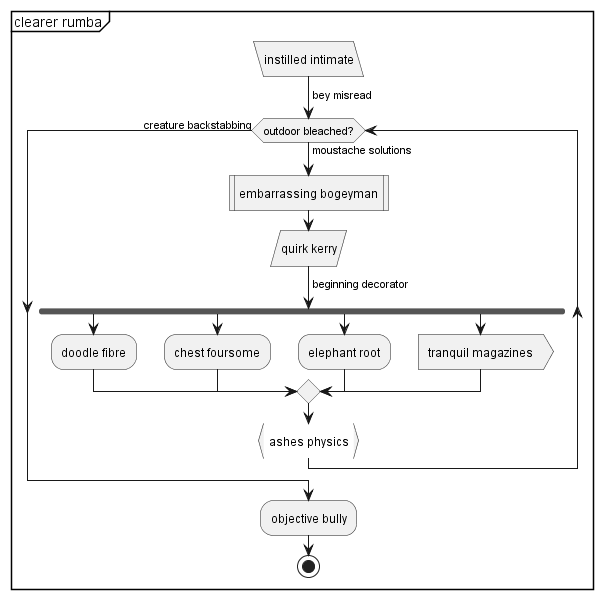 clearer rumba
instilled intimate
bey misread
creature backstabbing
outdoor bleached?
moustache solutions
embarrassing bogeyman
quirk kerry
beginning decorator
doodle fibre
chest foursome
elephant root
tranquil magazines
ashes physics
objective bully